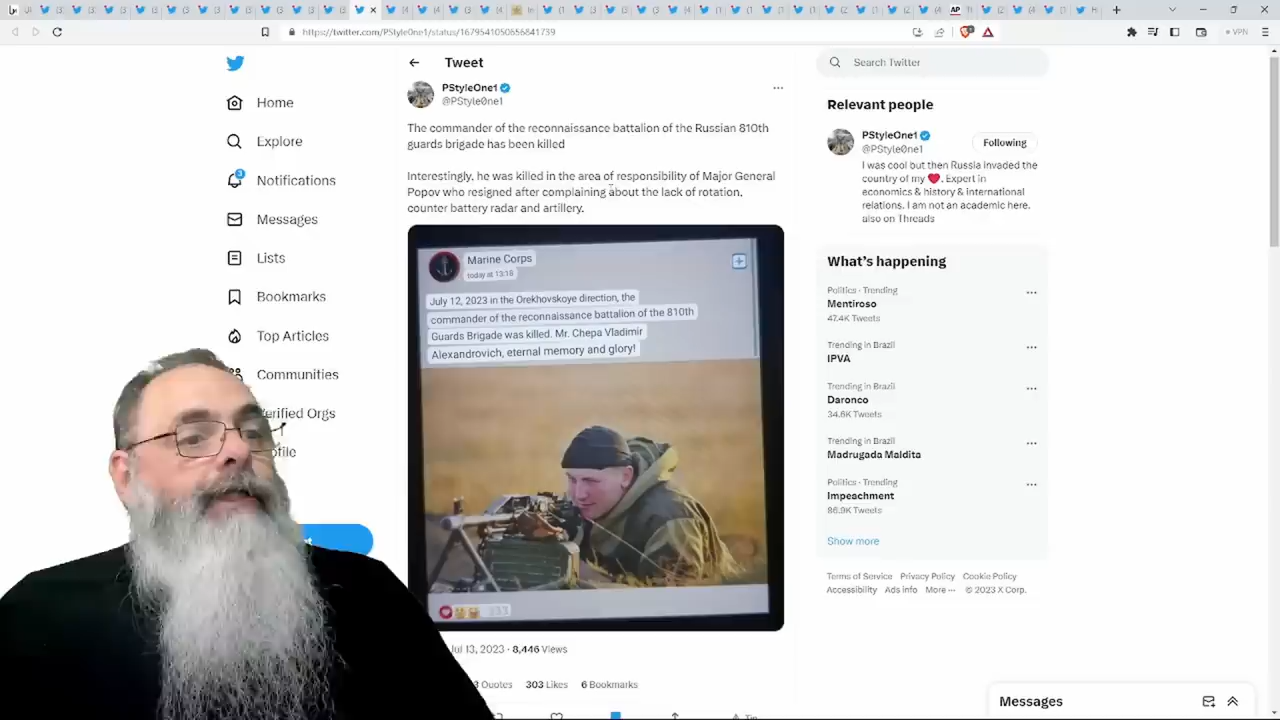 https://twitter.com/PStyle0ne1/status/1679541050656841739
VPN
Home
Explore
3
Notifications
Messages
Lists
Bookmarks
Top Articles
Communities
erified Orgs
ofile
Tweet
PStyleOne1
@PStyle0ne1
The commander of the reconnaissance battalion of the Russian 810th
guards brigade has been killed
Interestingly, he was killed in the area of responsibility of Major General
Popov who resigned after complaining about the lack of rotation,
counter battery radar and artillery.
Marine Corps
today at 13:18
July 12, 2023 in the Orekhovskoye direction, the
commander of the reconnaissance battalion of the 810th
Guards Brigade was killed. Mr. Chepa Vladimir
Alexandrovich, eternal memory and glory!
Jul 13, 2023 · 8,446 Views
Quotes 303 Likes 6 Bookmarks
Tip
Search Twitter
Relevant people
PStyleOne1
@PStyle0ne1
Following
I was cool but then Russia invaded the
country of my ❤️. Expert in
economics & history & international
relations. I am not an academic here.
also on Threads
What's happening
Politics · Trending
Mentiroso
47.4K Tweets
Trending in Brazil
IPVA
Trending in Brazil
Daronco
34.6K Tweets
Trending in Brazil
Madrugada Maldita
Politics · Trending
Impeachment
86.9K Tweets
Show more
Terms of Service Privacy Policy Cookie Policy
Accessibility Ads info More ··· © 2023 X Corp.
Messages